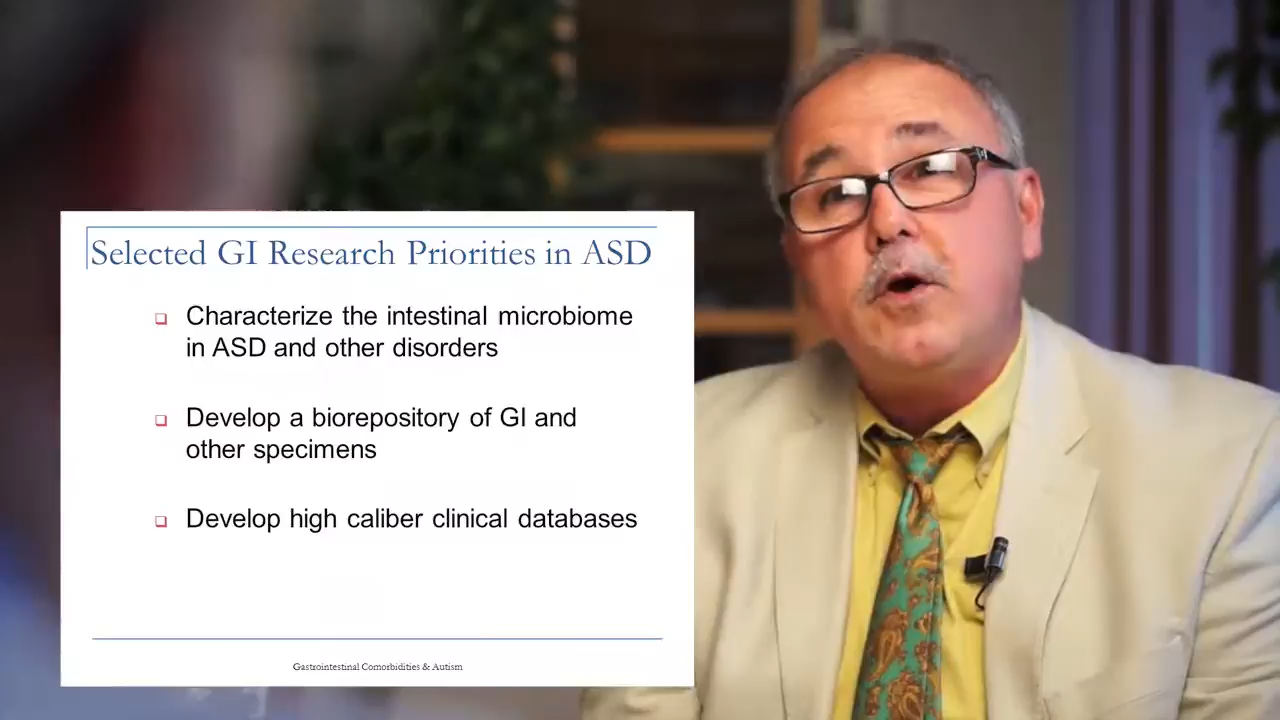 Selected GI Research Priorities in ASD
Characterize the intestinal microbiome
in ASD and other disorders
Develop a biorepository of GI and
other specimens
Develop high caliber clinical databases
Gastrointestinal Comorbidities & Autism